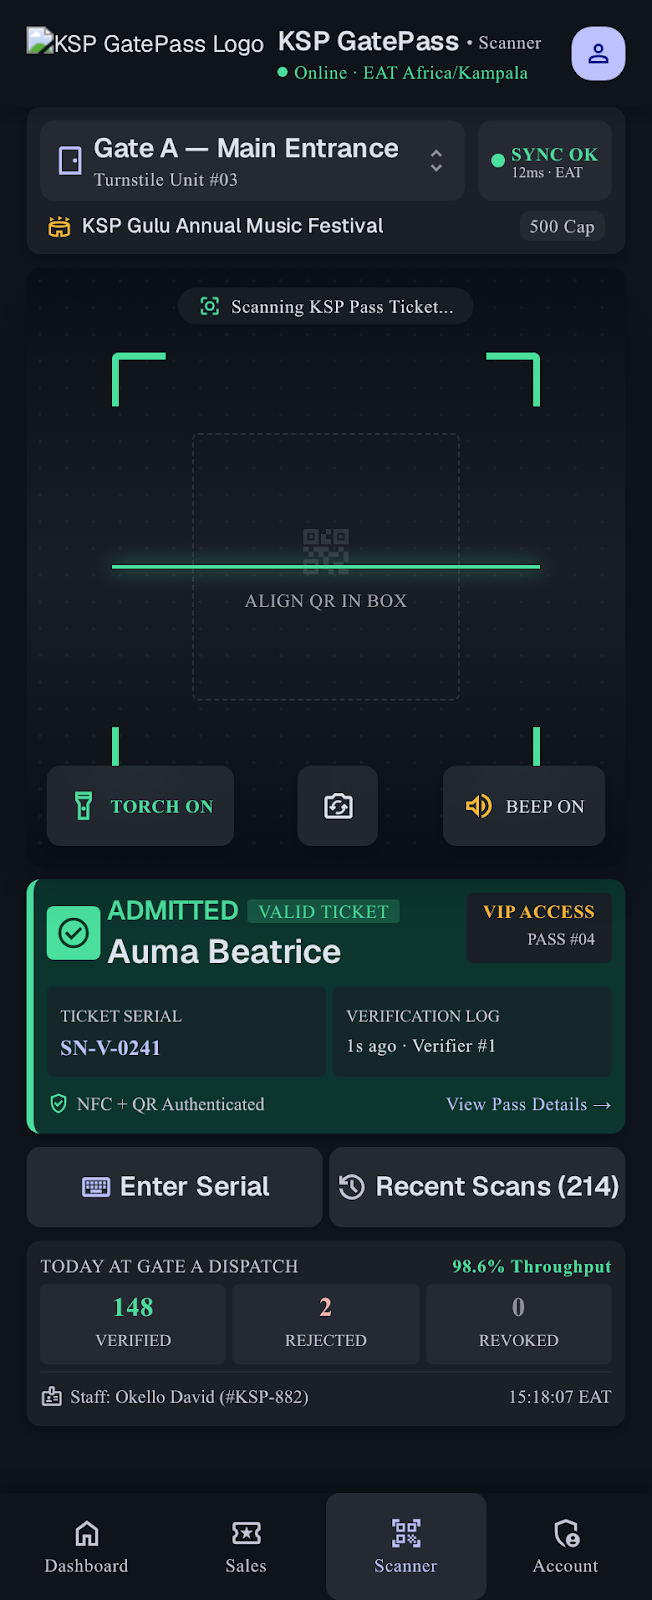 KSP GatePass Logo
KSP GatePass • Scanner
Online · EAT Africa/Kampala
Gate A — Main Entrance
Turnstile Unit #03
SYNC OK
12ms · EAT
KSP Gulu Annual Music Festival
500 Cap
Scanning KSP Pass Ticket...
ALIGN QR IN BOX
TORCH ON
BEEP ON
ADMITTED
VALID TICKET
Auma Beatrice
VIP ACCESS
PASS #04
TICKET SERIAL
SN-V-0241
VERIFICATION LOG
1s ago · Verifier #1
NFC + QR Authenticated
View Pass Details →
Enter Serial
Recent Scans (214)
TODAY AT GATE A DISPATCH
98.6% Throughput
148
VERIFIED
2
REJECTED
0
REVOKED
Staff: Okello David (#KSP-882)
15:18:07 EAT
Dashboard
Sales
Scanner
Account